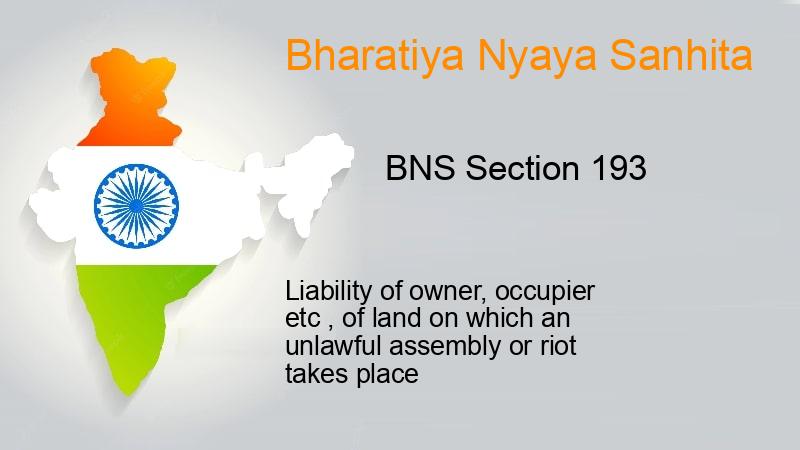 Bharatiya Nyaya Sanhita
BNS Section 193
Liability of owner, occupier
etc , of land on which an
unlawful assembly or riot
takes place